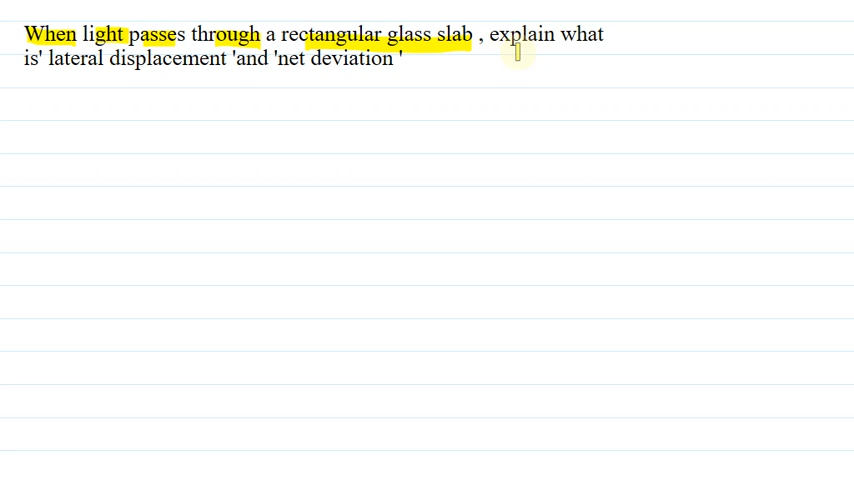 When light passes through a rectangular glass slab , explain what
is' lateral displacement 'and 'net deviation '